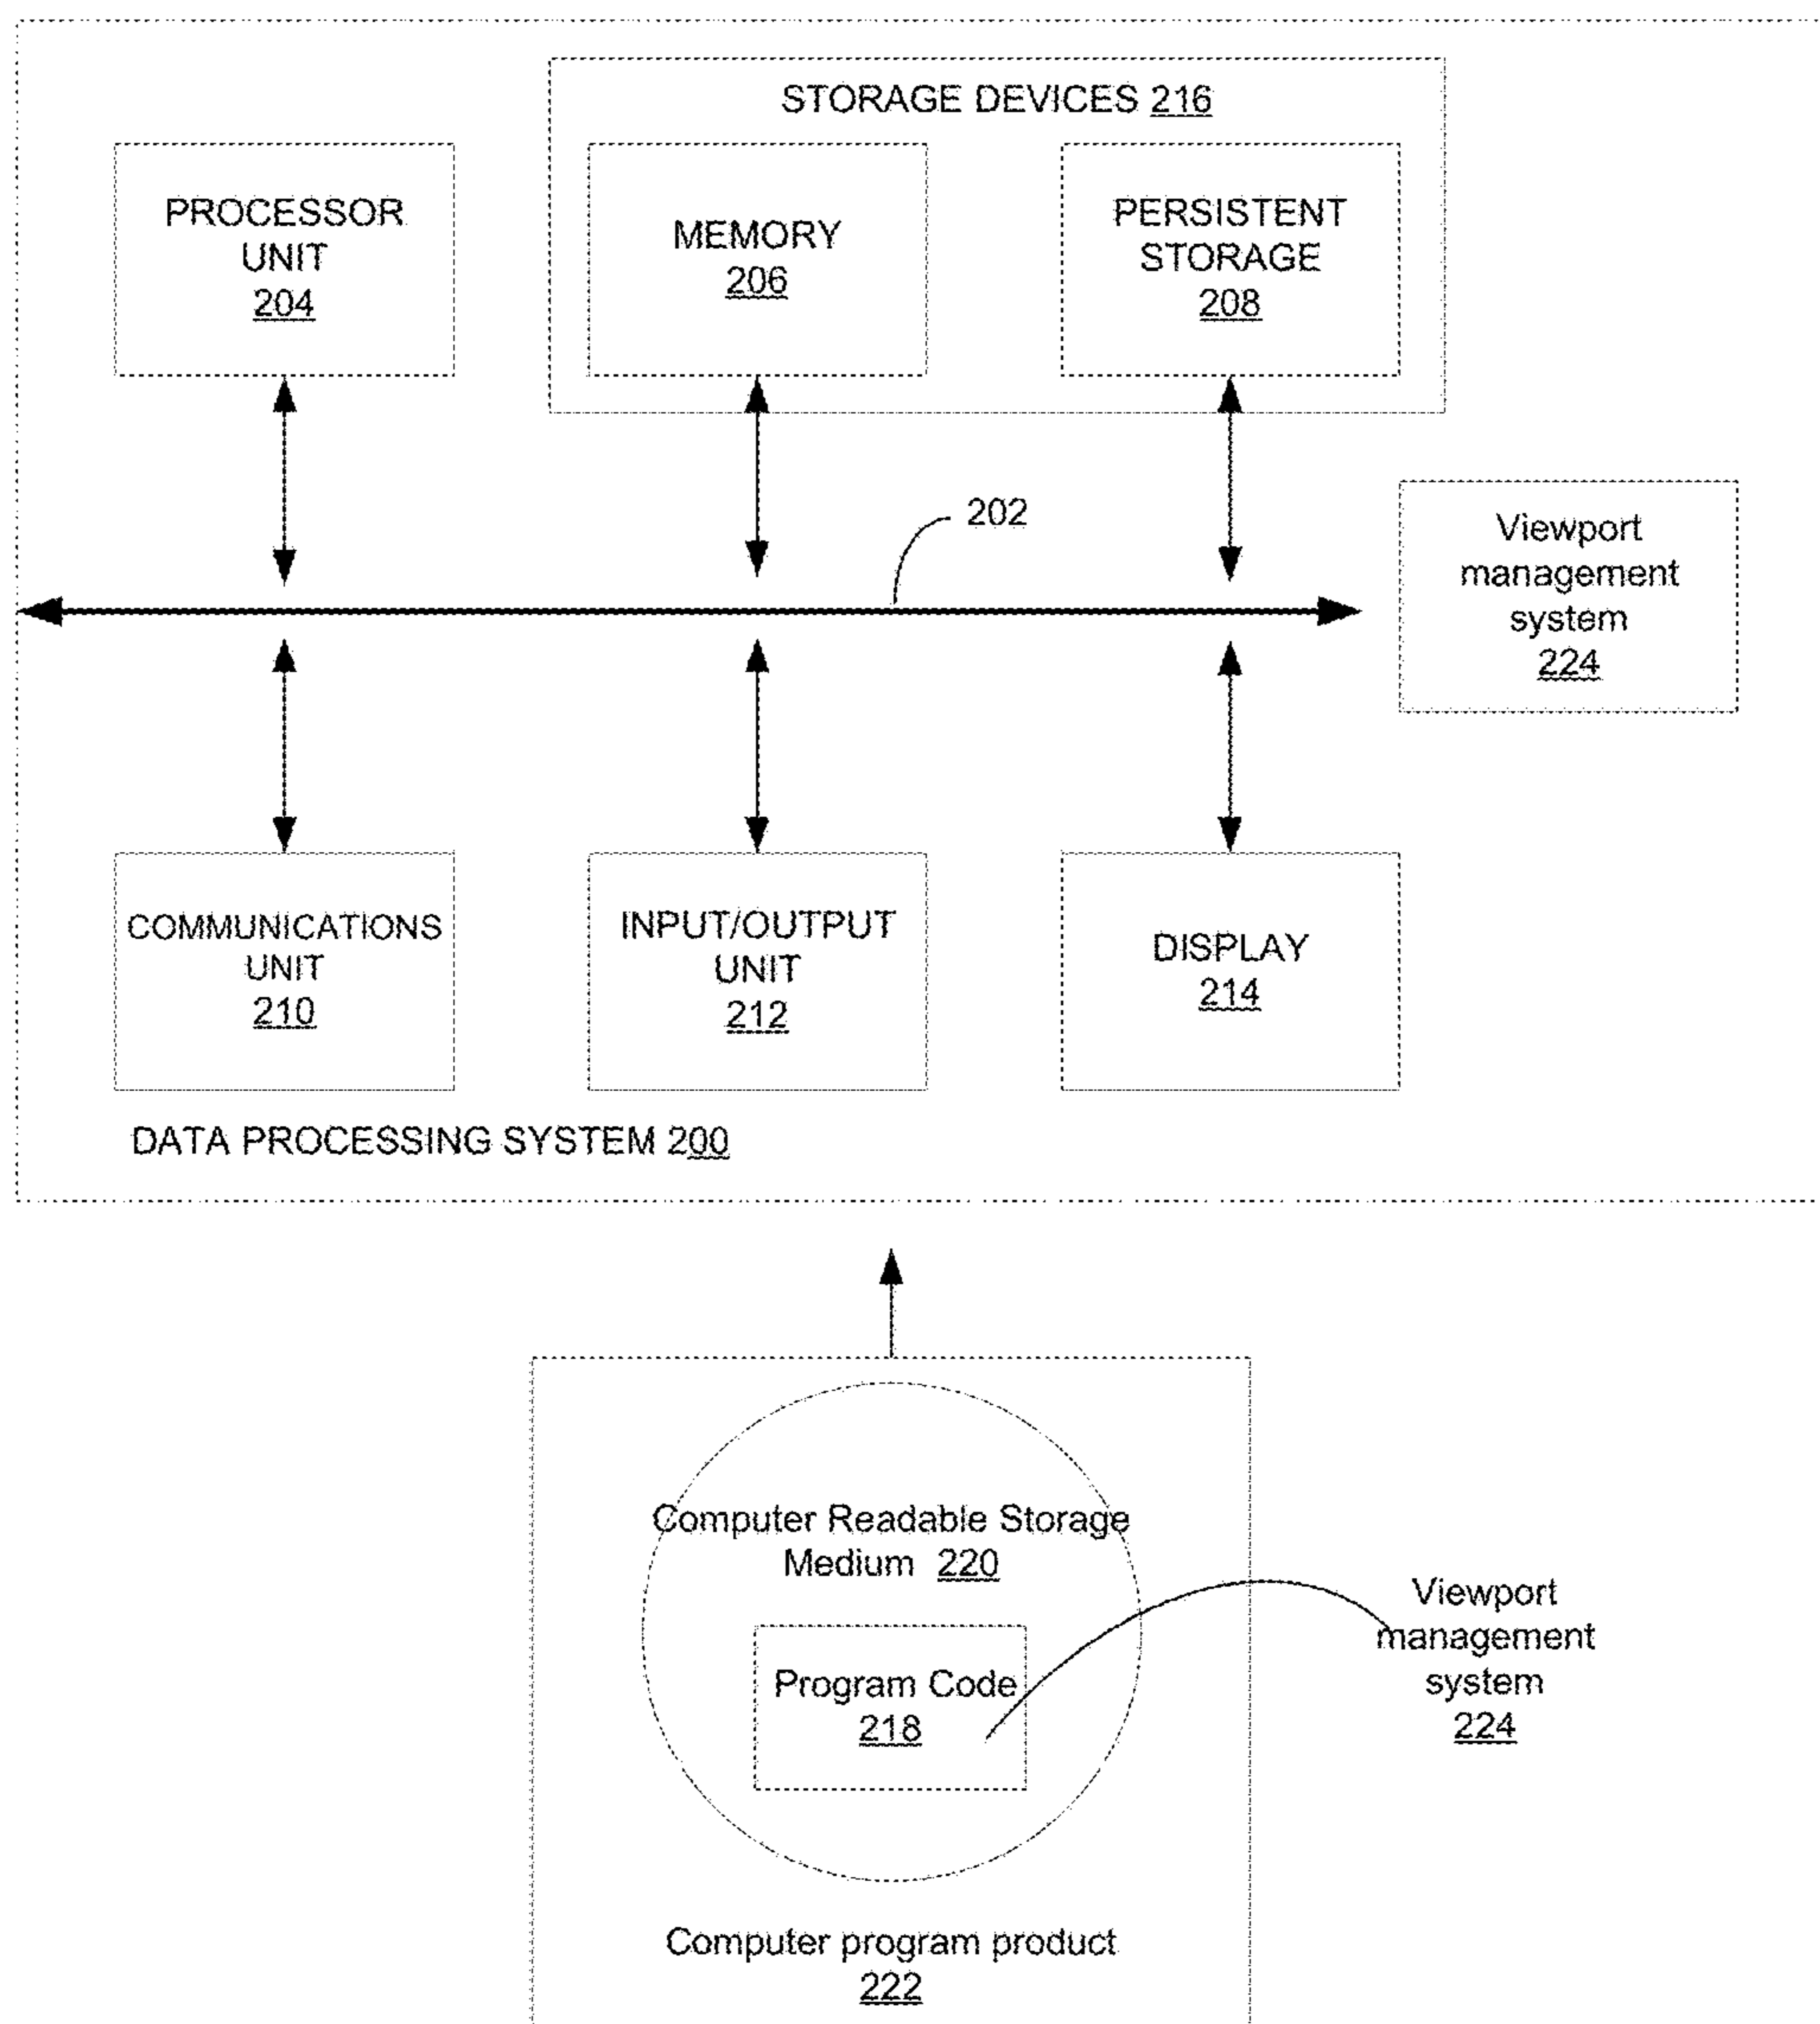 STORAGE DEVICES 216
PROCESSOR
UNIT
204
MEMORY
206
PERSISTENT
STORAGE
208
202
Viewport
management
system
224
COMMUNICATIONS
UNIT
210
INPUT/OUTPUT
UNIT
212
DISPLAY
214
DATA PROCESSING SYSTEM 200
Computer Readable Storage
Medium 220
Program Code
218
Viewport
management
system
224
Computer program product
222